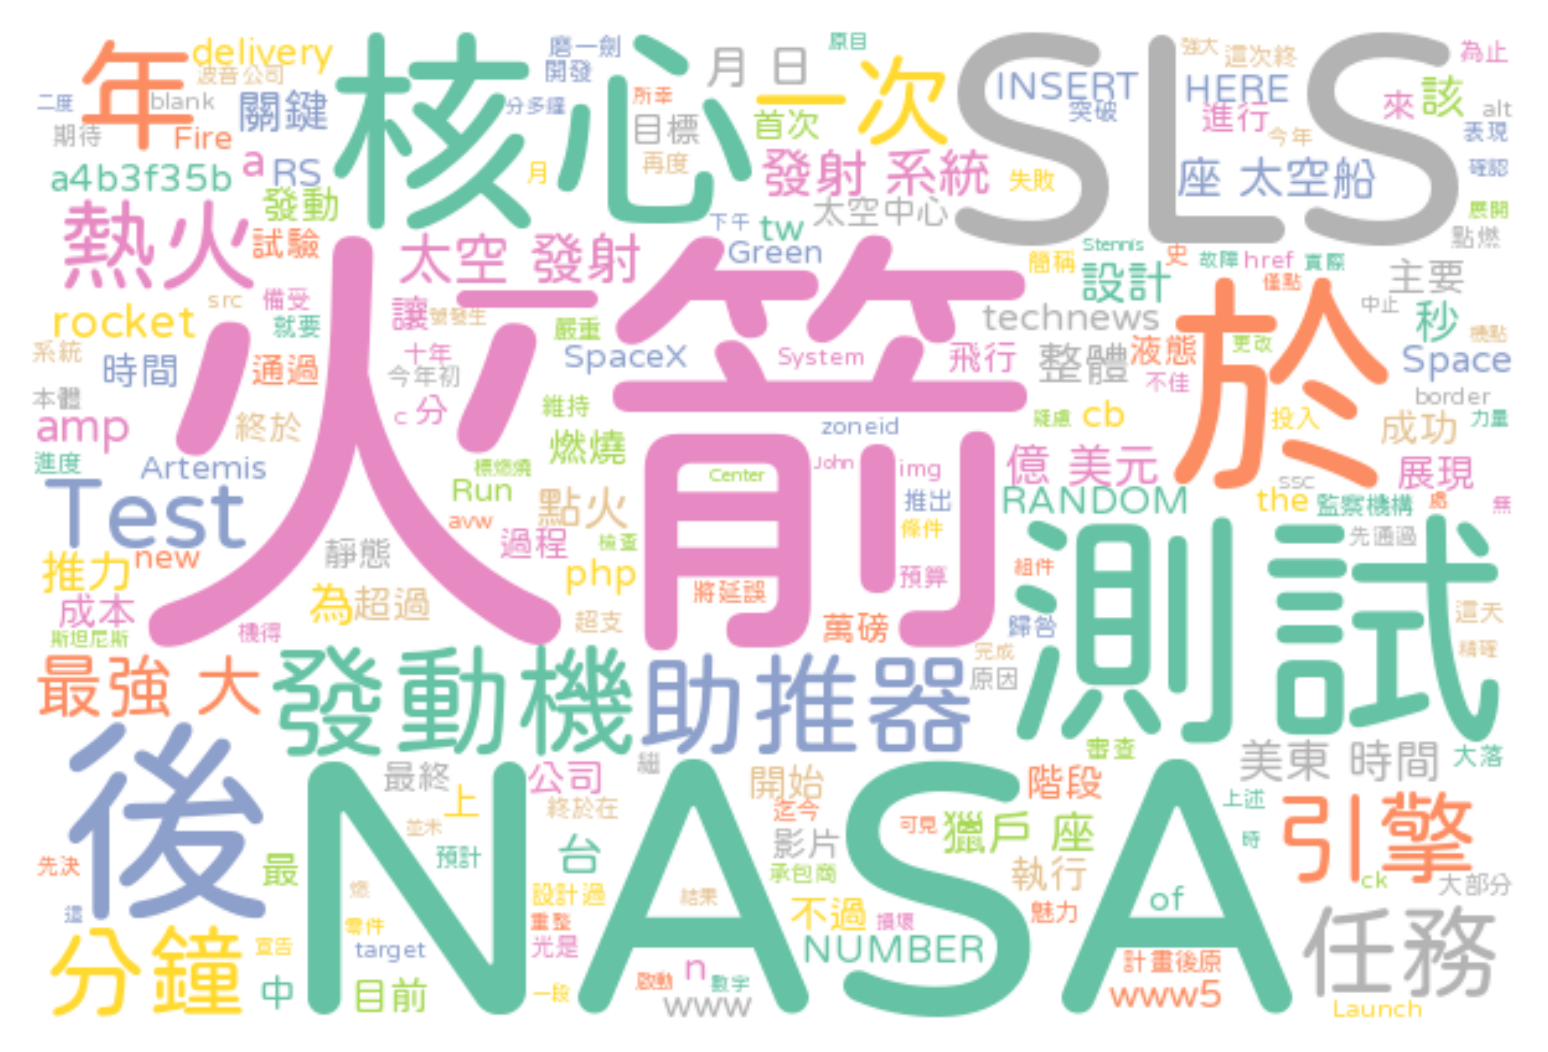 年 delivery 核心 磨一劍 月 日 原目 SLS 強大 這次終 為止
波音公司 開發 一次 INSERT HERE 該
二度 blank 關鍵 分多鐘 所幸 目標 首次 突破 進行 來 alt
期待 Fire 今年 表現
a4b3f35b a RS 月 再度 發射 系統 失敗 座 太空船 確認
熱火 發動 下午 tw 太空中心 展開
試驗 太空 發射 Green Stennis 史 點燃
火箭 簡稱 設計 故障 href 實際 主要
rocket src 備受 讓 號發生 嚴重 technews 於 僅點 中止 秒
系統 就要 十年 SpaceX System 飛行 整體 液態 更改 機點
時間 通過 今年初 不佳 Space
本體 c 分 維持 疑慮 cb 投入 border
amp 終於 燃燒 zoneid 成功 力量
進度 Artemis 標燃燒 Center John img 億 美元 展現
Test Run 點火 推出 RANDOM the ssc 監察機構 處 無
new avw 過程 檢查 條件 測試 先通過
推力 靜態 php 預算 組件
成本 為 超過 將延誤 這天
斯坦尼斯 機得 超支 萬磅 歸咎
最強 大 發動機 助推器 完成 原因 精確
後 最終 公司 繼 開始 階段 審查 美東 時間 大落
NASA 上 終於在 迄今 上述 引擎
先決 並未 預計 台 影片 可見 獵戶 座 時
最 承包商 執行 ck 大部分
這 設計過 結果 不過 損壞 魅力 of 任務
分鐘 零件 重整
宣告 target 光是 NUMBER 計畫後原
中 目前 一段 啟動 n 數字 www www5 Launch